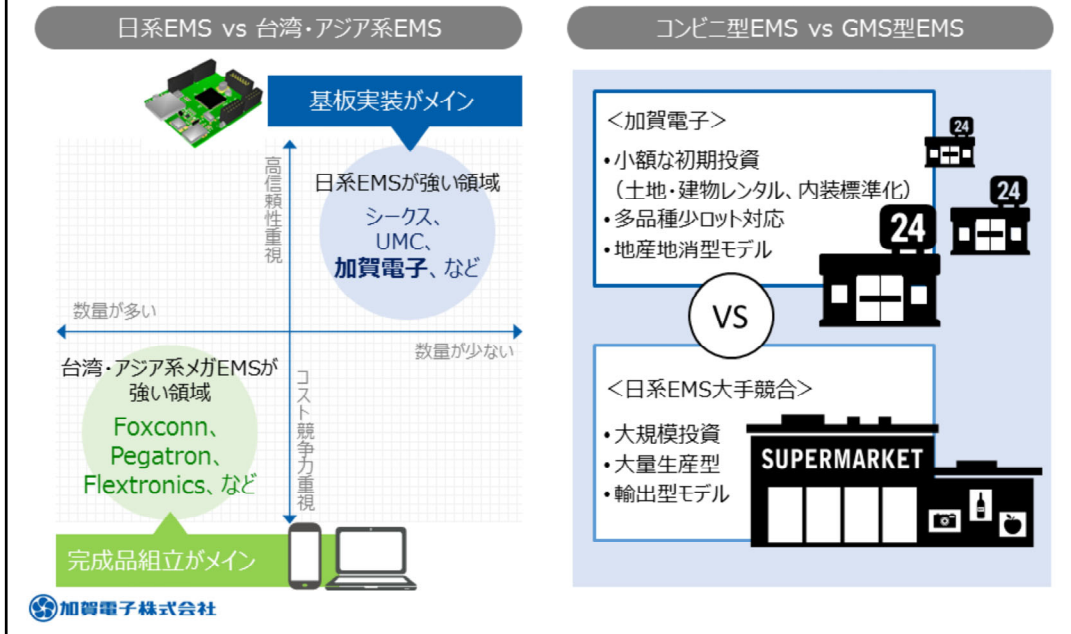 日系EMS vs 台湾・アジア系EMS
基板実装がメイン
高信頼性重視
日系EMSが強い領域
シークス、
UMC、
加賀電子、など
数量が多い
数量が少ない
台湾・アジア系メガEMSが
強い領域
Foxconn、
Pegatron、
Flextronics、など
コスト競争力重視
完成品組立がメイン
加賀電子株式会社
コンビニ型EMS vs GMS型EMS
<加賀電子>
•小額な初期投資
(土地・建物レンタル、内装標準化)
•多品種少ロット対応
•地産地消型モデル
24
24
24
VS
<日系EMS大手競合>
•大規模投資
•大量生産型
•輸出型モデル
SUPERMARKET